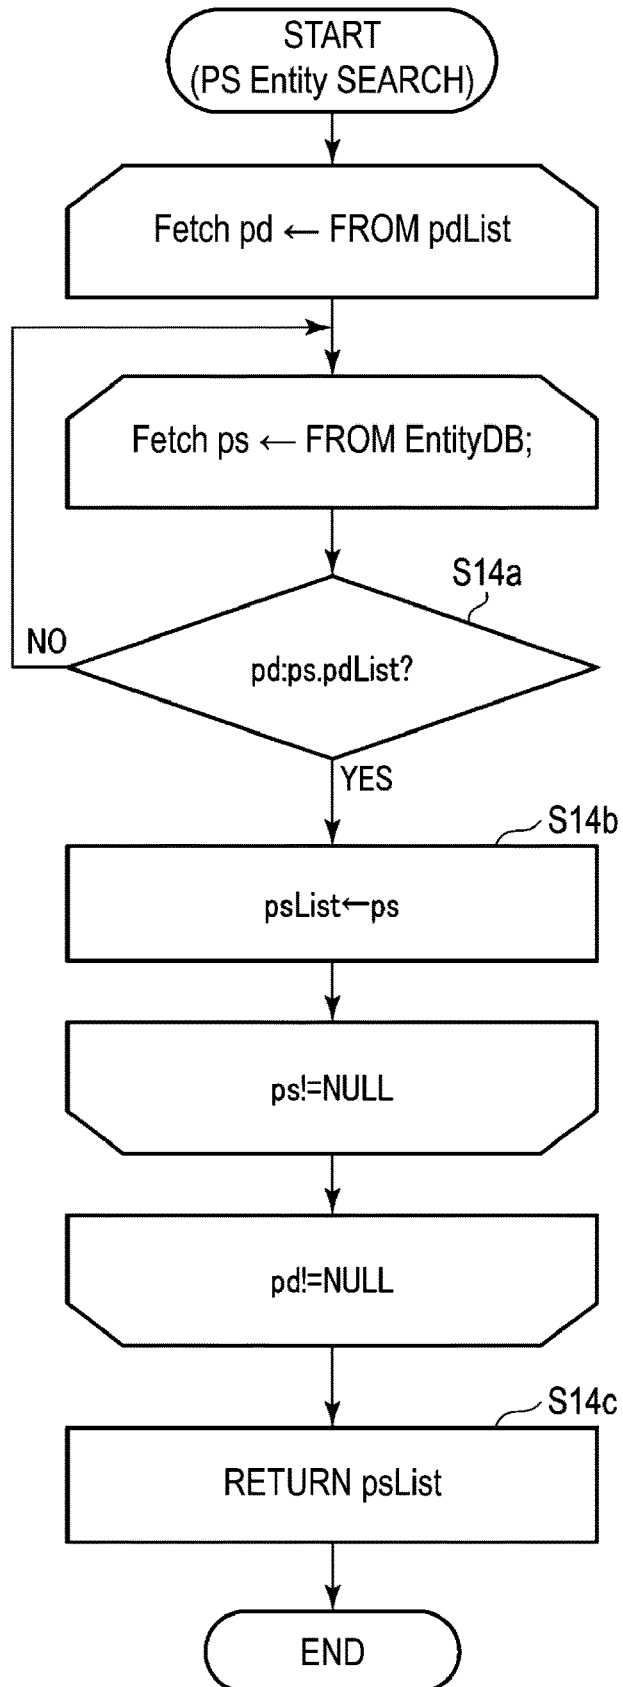 START
(PS Entity SEARCH)
Fetch pd ← FROM pdList
Fetch ps ← FROM EntityDB;
S14a
NO
pd:ps.pdList?
YES
S14b
psList←ps
ps!=NULL
pd!=NULL
S14c
RETURN psList
END